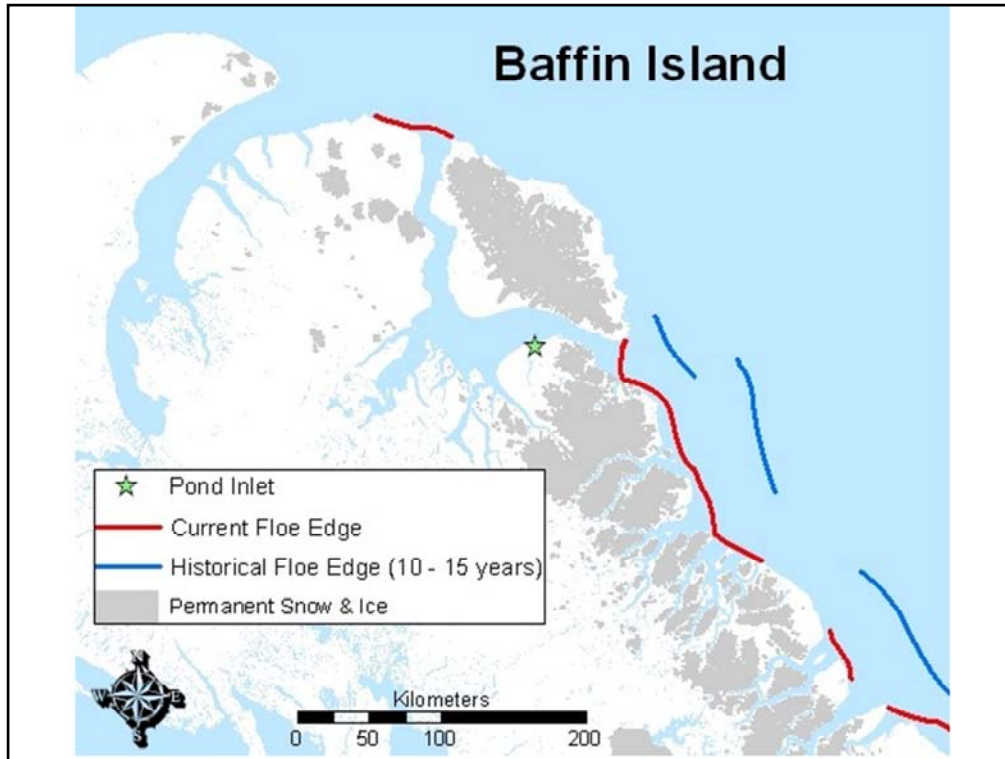 Baffin Island
Pond Inlet
Current Floe Edge
Historical Floe Edge (10 - 15 years)
Permanent Snow & Ice
N
W E
S
Kilometers
0 50 100 200